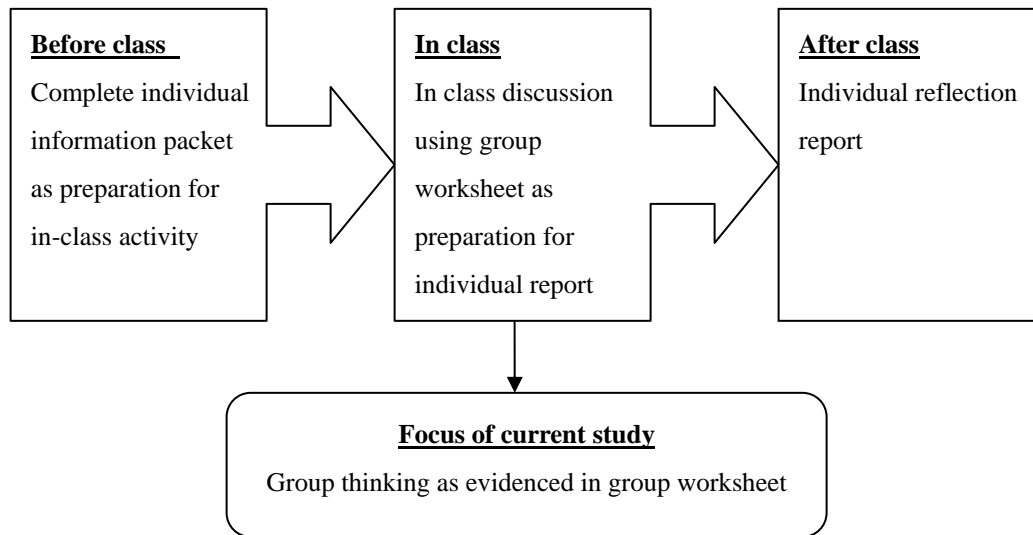 Before class
Complete individual
information packet
as preparation for
in-class activity
In class
In class discussion
using group
worksheet as
preparation for
individual report
After class
Individual reflection
report
Focus of current study
Group thinking as evidenced in group worksheet